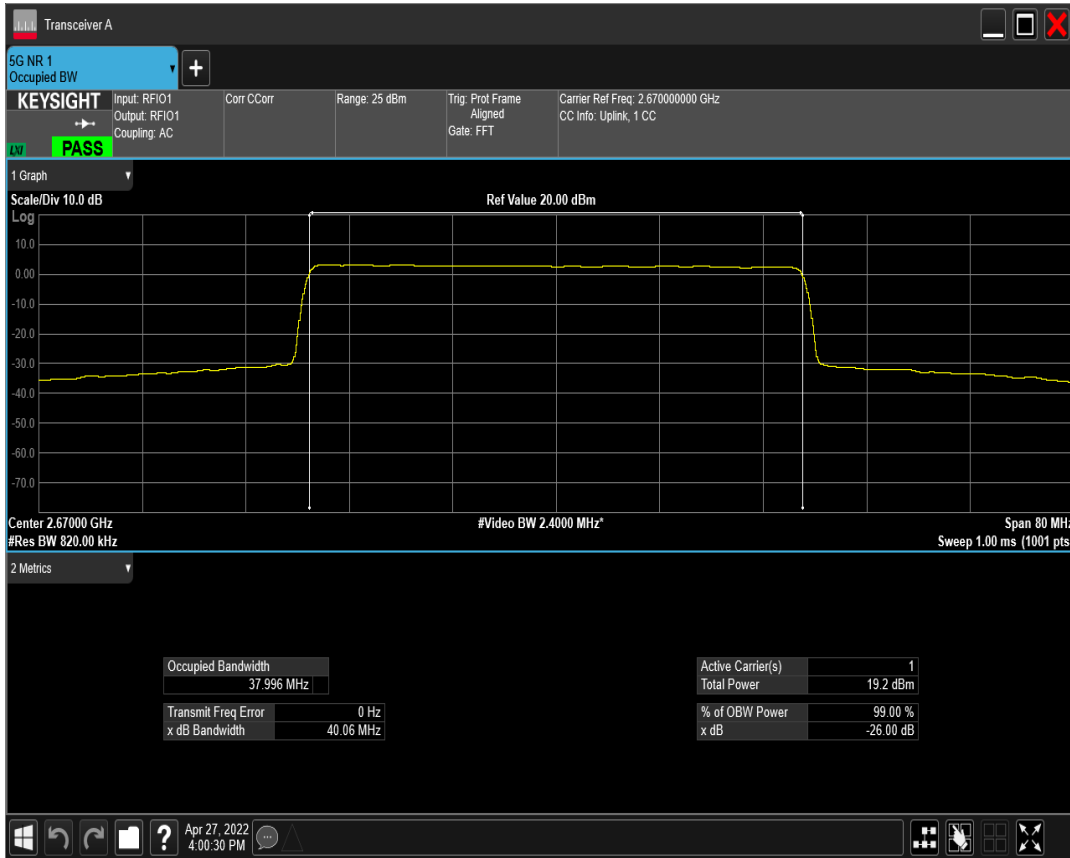 Transceiver A
5G NR 1
Occupied BW
+
KEYSIGHT
LXI
PASS
Input: RFIO1
Output: RFIO1
Coupling: AC
Corr CCorr
Range: 25 dBm
Trig: Prot Frame
Aligned
Gate: FFT
Carrier Ref Freq: 2.670000000 GHz
CC Info: Uplink, 1 CC
1 Graph
Scale/Div 10.0 dB
Ref Value 20.00 dBm
Log
10.0
0.00
-10.0
-20.0
-30.0
-40.0
-50.0
-60.0
-70.0
Center 2.67000 GHz
#Video BW 2.4000 MHz*
Span 80 MHz
#Res BW 820.00 kHz
Sweep 1.00 ms (1001 pts
2 Metrics
Occupied Bandwidth
37.996 MHz
Transmit Freq Error 0 Hz
x dB Bandwidth 40.06 MHz
Active Carrier(s) 1
Total Power 19.2 dBm
% of OBW Power 99.00 %
x dB -26.00 dB
?
Apr 27, 2022
4:00:30 PM